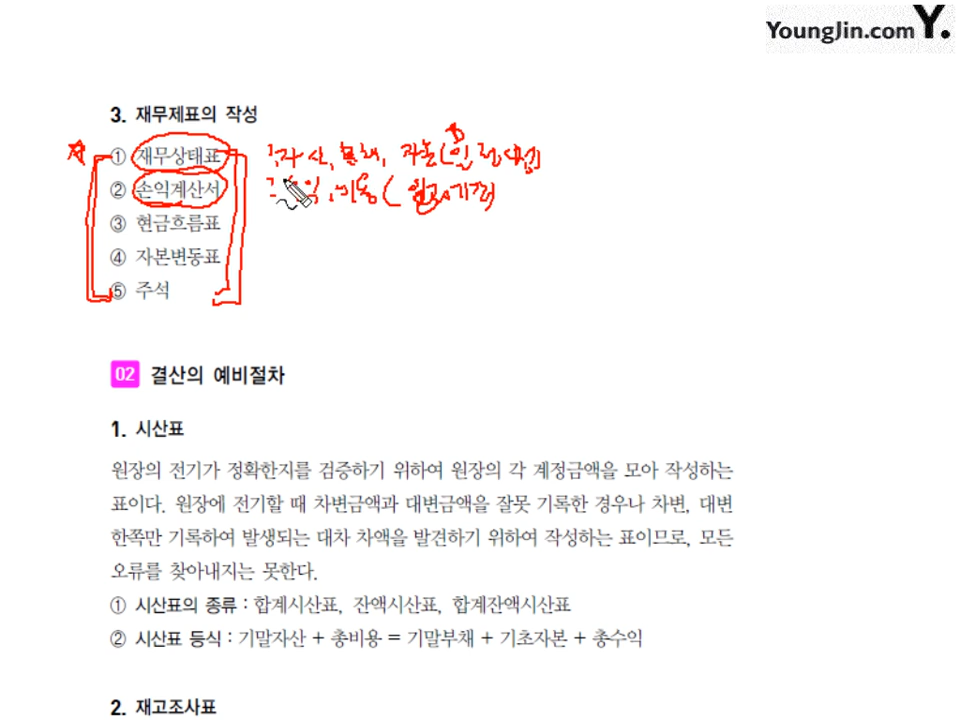 YoungJin.com Y.
3. 재무제표의 작성
① 재무상태표 : 자산, 부채, 자본 (일정시점)
② 손익계산서 비용 (일정기간
③ 현금흐름표
④ 자본변동표
⑤ 주석
02 결산의 예비절차
1. 시산표
원장의 전기가 정확한지를 검증하기 위하여 원장의 각 계정금액을 모아 작성하는
표이다. 원장에 전기할 때 차변금액과 대변금액을 잘못 기록한 경우나 차변, 대변
한쪽만 기록하여 발생되는 대차 차액을 발견하기 위하여 작성하는 표이므로, 모든
오류를 찾아내지는 못한다.
① 시산표의 종류 : 합계시산표, 잔액시산표, 합계잔액시산표
② 시산표 등식 : 기말자산 + 총비용 = 기말부채 + 기초자본 + 총수익
2. 재고조사표